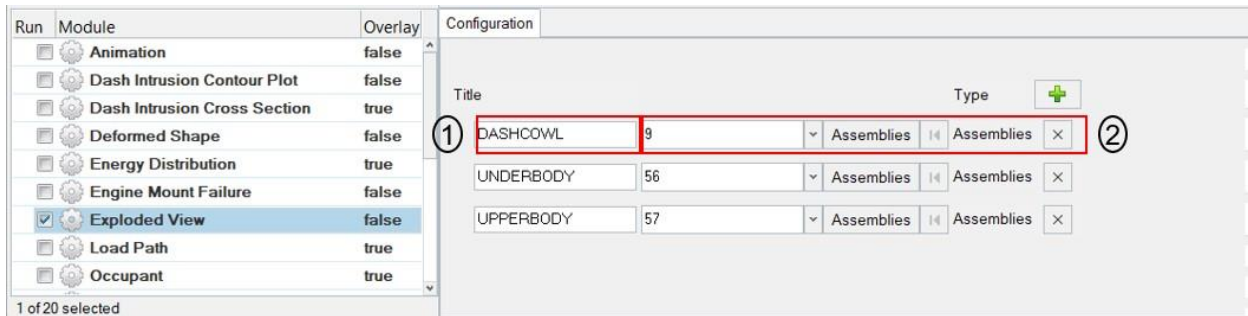 Run Module Overlay
Animation false
Dash Intrusion Contour Plot false
Dash Intrusion Cross Section true
Deformed Shape false
Energy Distribution true
Engine Mount Failure false
Exploded View false
Load Path true
Occupant true
1 of 20 selected
Configuration
Title Type
1 DASHCOWL 9 Assemblies Assemblies 2
UNDERBODY 56 Assemblies Assemblies
UPPERBODY 57 Assemblies Assemblies